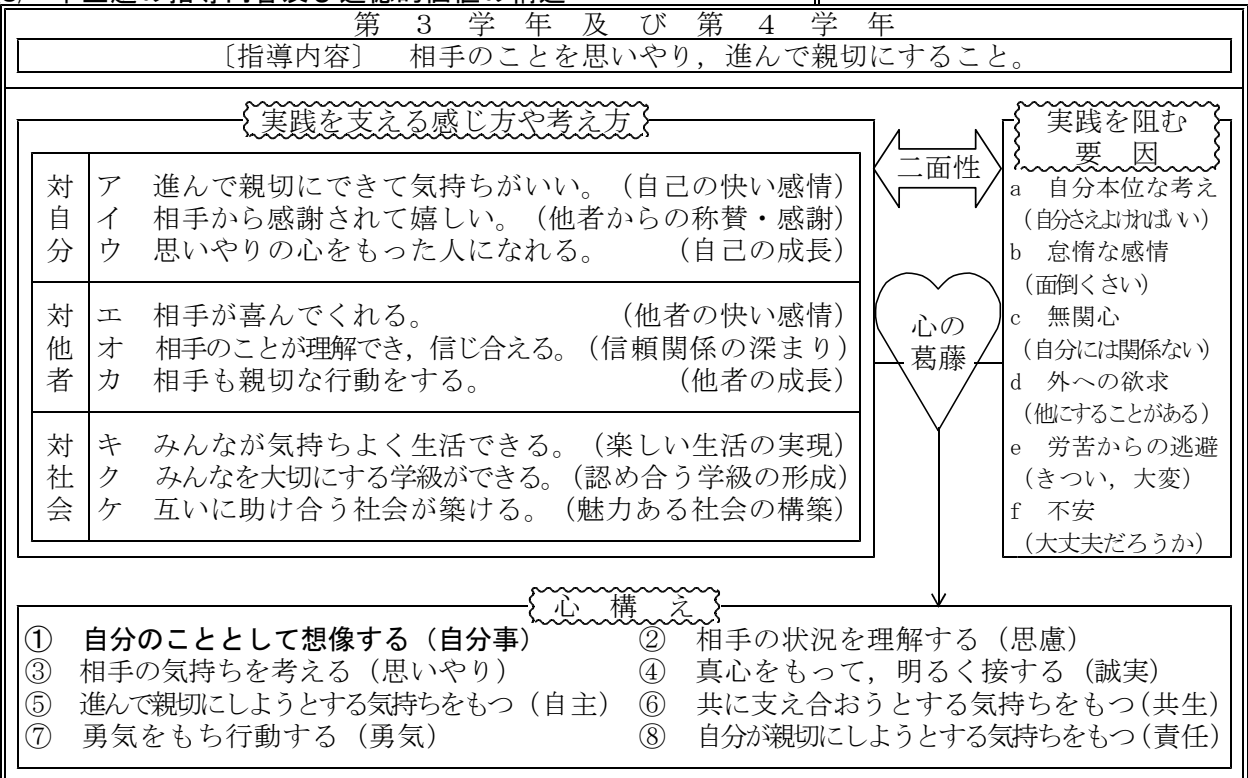 第 3 学 年 及 び 第 4 学 年
〔指導内容〕 相手のことを思いやり，進んで親切にすること。
実践を支える感じ方や考え方
対自分
ア 進んで親切にできて気持ちがいい。（自己の快い感情）
イ 相手から感謝されて嬉しい。（他者からの称賛・感謝）
ウ 思いやりの心をもった人になれる。 （自己の成長）
対他者
エ 相手が喜んでくれる。 （他者の快い感情）
オ 相手のことが理解でき，信じ合える。（信頼関係の深まり）
カ 相手も親切な行動をする。 （他者の成長）
対社会
キ みんなが気持ちよく生活できる。（楽しい生活の実現）
ク みんなを大切にする学級ができる。（認め合う学級の形成）
ケ 互いに助け合う社会が築ける。（魅力ある社会の構築）
二面性
心の
葛藤
実践を阻む
要 因
a 自分本位な考え
（自分さえよければいい）
b 怠惰な感情
（面倒くさい）
c 無関心
（自分には関係ない）
d 外への欲求
（他にすることがある）
e 労苦からの逃避
（きつい，大変）
f 不安
（大丈夫だろうか）
心 構 え
① 自分のこととして想像する（自分事） ② 相手の状況を理解する（思慮）
③ 相手の気持ちを考える（思いやり） ④ 真心をもって，明るく接する（誠実）
⑤ 進んで親切にしようとする気持ちをもつ（自主） ⑥ 共に支え合おうとする気持ちをもつ（共生）
⑦ 勇気をもち行動する（勇気） ⑧ 自分が親切にしようとする気持ちをもつ（責任）